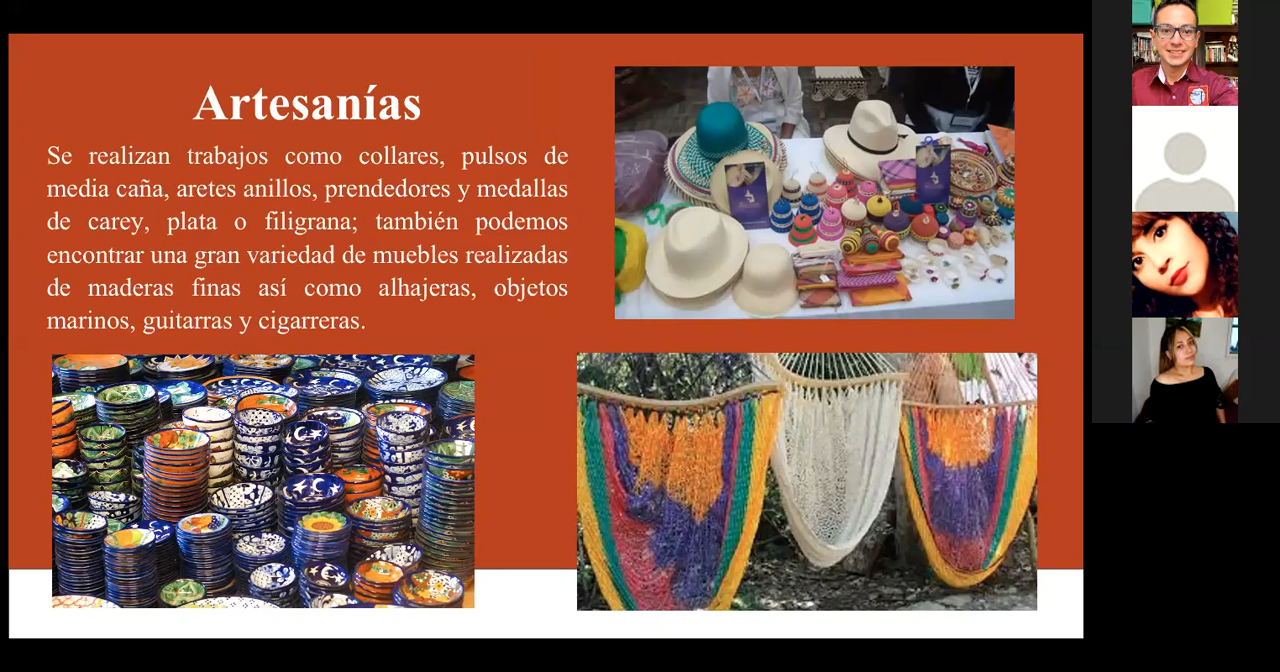 Artesanías
Se realizan trabajos como collares, pulsos de
media caña, aretes anillos, prendedores y medallas
de carey, plata o filigrana; también podemos
encontrar una gran variedad de muebles realizadas
de maderas finas así como alhajeras, objetos
marinos, guitarras y cigarreras.